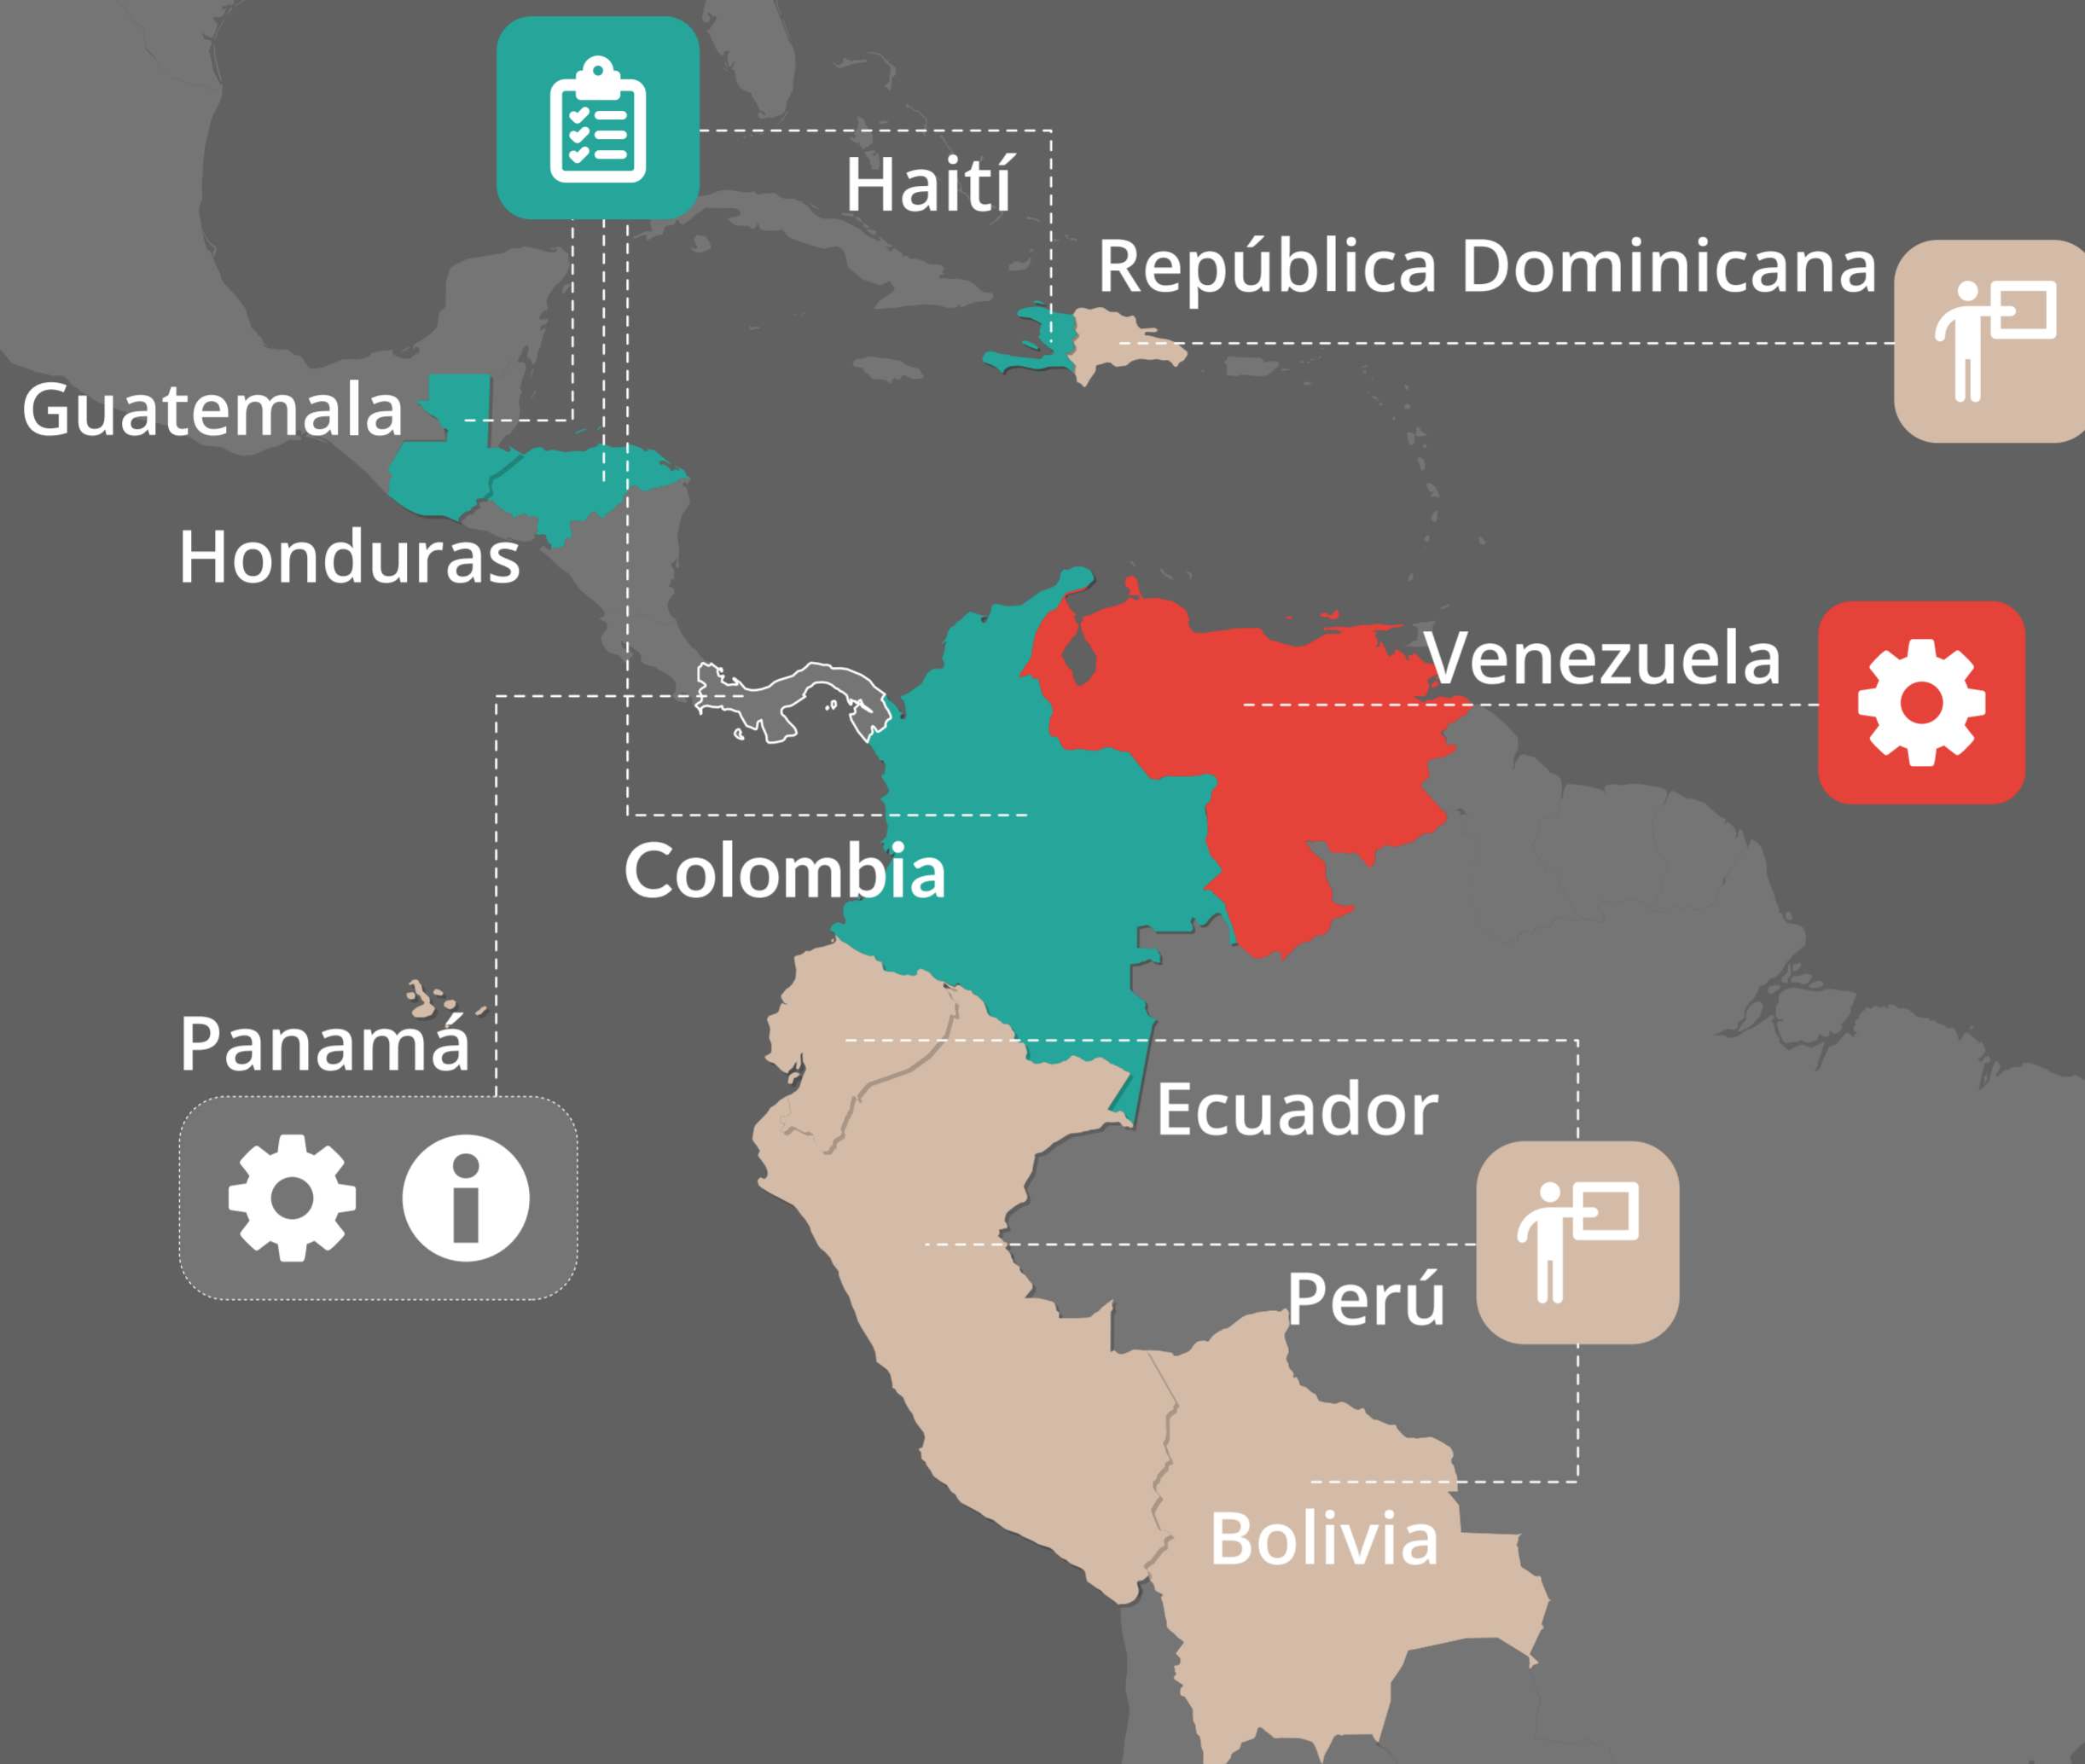 Haití
República Dominicana
Guatemala
Honduras
Venezuela
Colombia
Panamá
Ecuador
Perú
Bolivia